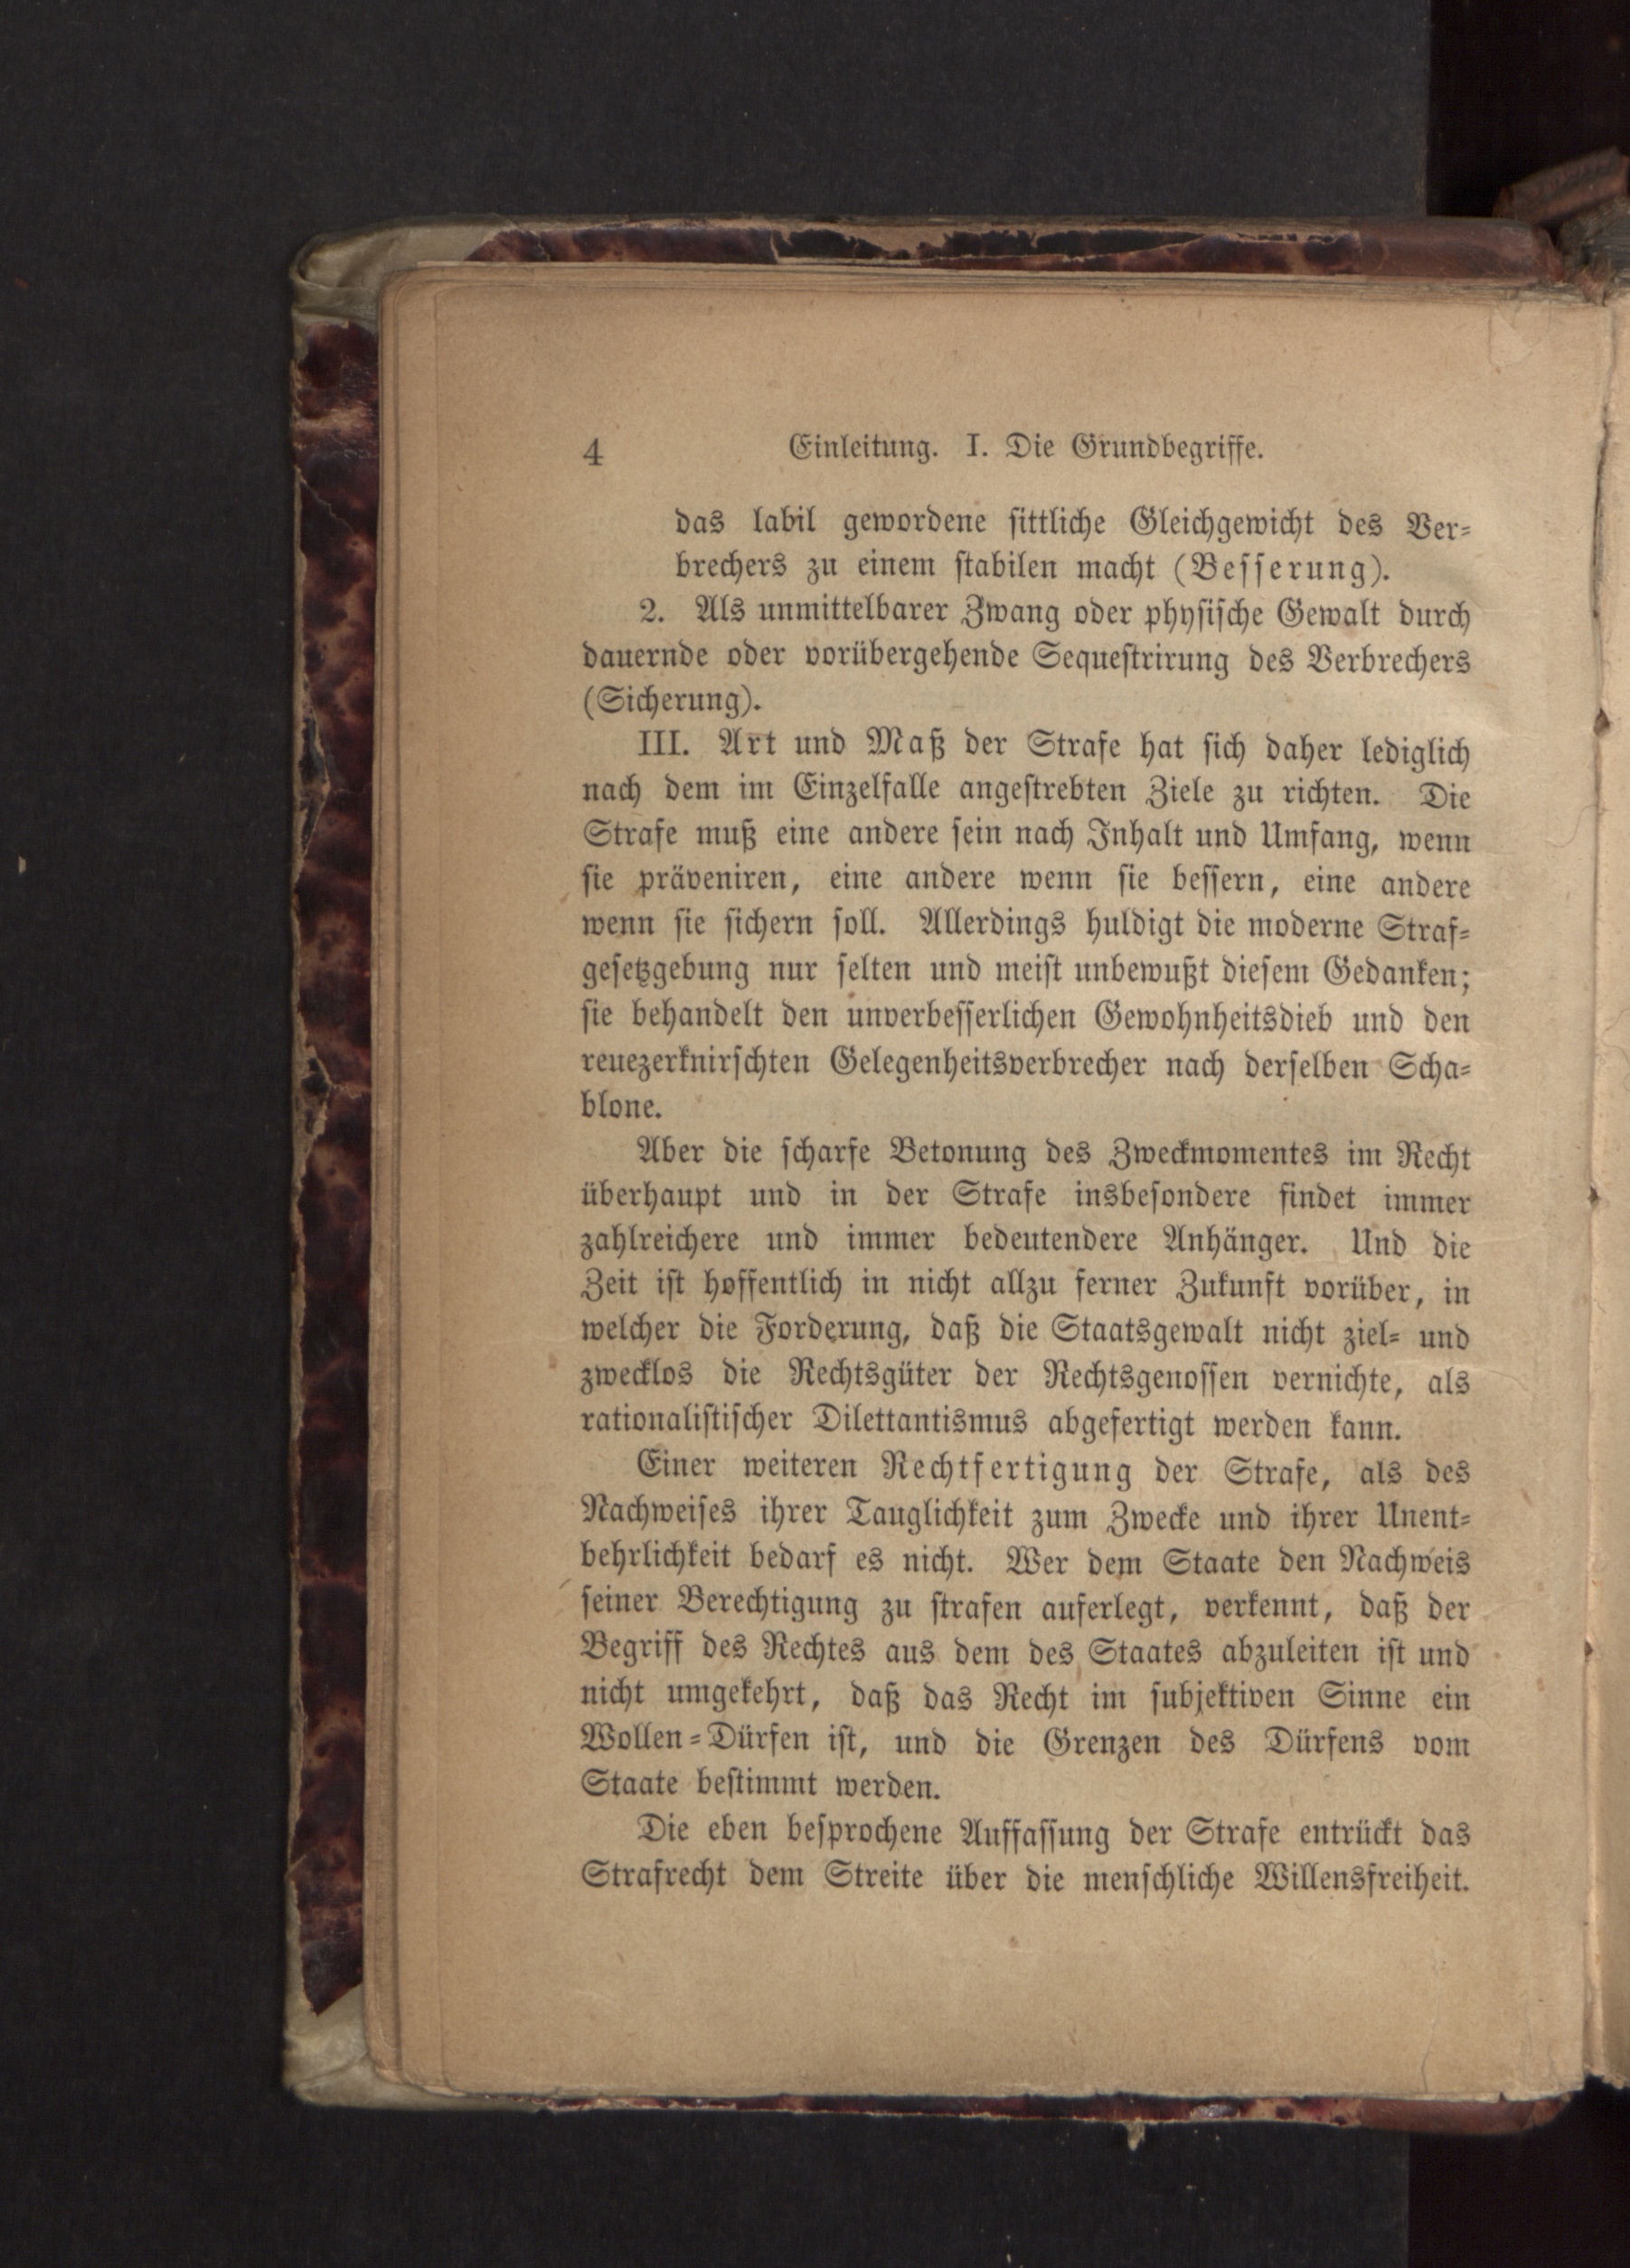 4 Einleitung. I. Die Grundbegriffe.
das labil gewordene sittliche Gleichgewicht des Ver-
brechers zu einem stabilen macht (Besserung).
2. Als unmittelbarer Zwang oder physische Gewalt durch
dauernde oder vorübergehende Sequestrirung des Verbrechers
(Sicherung).
III. Art und Maß der Strafe hat sich daher lediglich
nach dem im Einzelfalle angestrebten Ziele zu richten. Die
Strafe muß eine andere sein nach Inhalt und Umfang, wenn
sie präveniren, eine andere wenn sie bessern, eine andere
wenn sie sichern soll. Allerdings huldigt die moderne Straf-
gesetzgebung nur selten und meist unbewußt diesem Gedanken;
sie behandelt den unverbesserlichen Gewohnheitsdieb und den
reuezerknirschten Gelegenheitsverbrecher nach derselben Scha-
blone.
Aber die scharfe Betonung des Zweckmomentes im Recht
überhaupt und in der Strafe insbesondere findet immer
zahlreichere und immer bedeutendere Anhänger. Und die
Zeit ist hoffentlich in nicht allzu ferner Zukunft vorüber, in
welcher die Forderung, daß die Staatsgewalt nicht ziel- und
zwecklos die Rechtsgüter der Rechtsgenossen vernichte, als
rationalistischer Dilettantismus abgefertigt werden kann.
Einer weiteren Rechtfertigung der Strafe, als des
Nachweises ihrer Tauglichkeit zum Zwecke und ihrer Unent-
behrlichkeit bedarf es nicht. Wer dem Staate den Nachweis
seiner Berechtigung zu strafen auferlegt, verkennt, daß der
Begriff des Rechtes aus dem des Staates abzuleiten ist und
nicht umgekehrt, daß das Recht im subjektiven Sinne ein
Wollen-Dürfen ist, und die Grenzen des Dürfens vom
Staate bestimmt werden.
Die eben besprochene Auffassung der Strafe entrückt das
Strafrecht dem Streite über die menschliche Willensfreiheit.